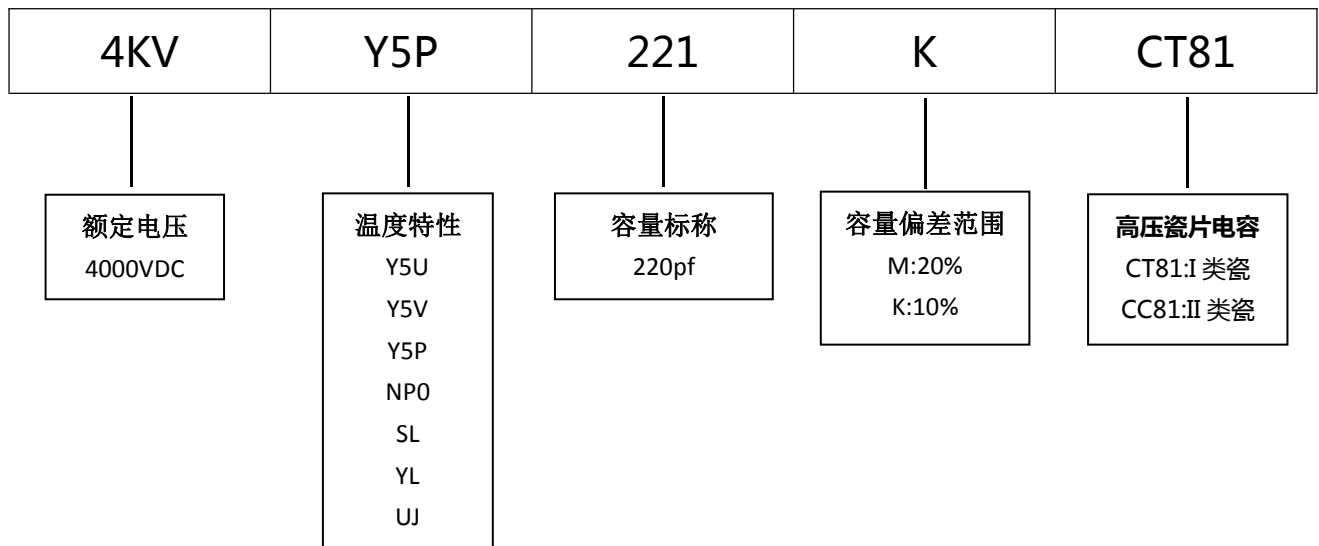 4KV Y5P 221 K CT81
额定电压
4000VDC
温度特性
Y5U
Y5V
Y5P
NP0
SL
YL
UJ
容量标称
220pf
容量偏差范围
M:20%
K:10%
高压瓷片电容
CT81:I 类瓷
CC81:II 类瓷